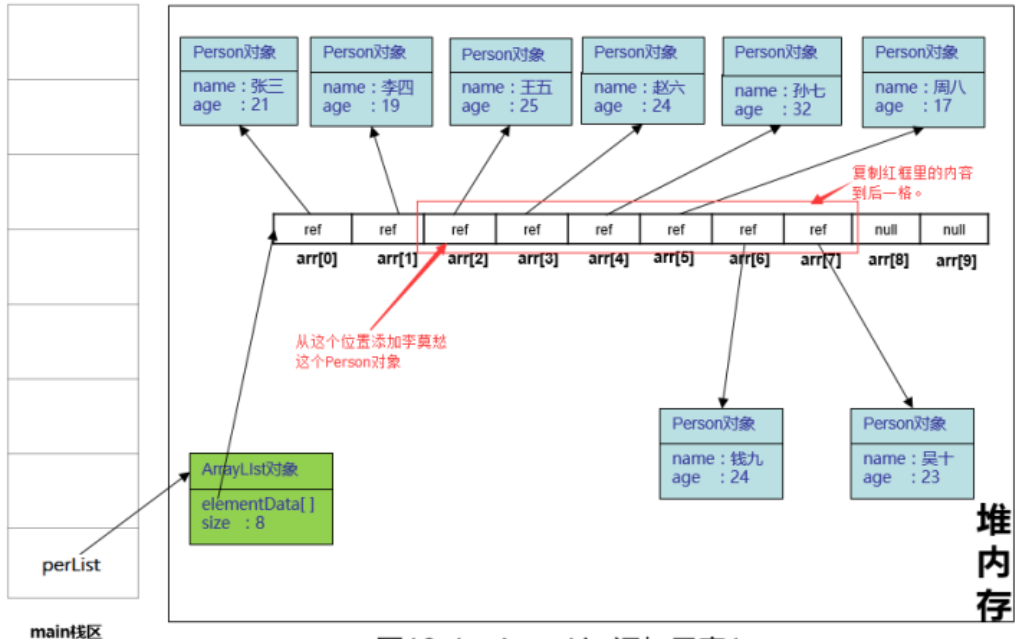 Person对象
name：张三
age ：21
Person对象
name：李四
age ：19
Person对象
name：王五
age ：25
Person对象
name：赵六
age ：24
Person对象
name：孙七
age ：32
Person对象
name：周八
age ：17
复制红框里的内容
到后一格。
ref ref ref ref ref ref ref ref null null
arr[0] arr[1] arr[2] arr[3] arr[4] arr[5] arr[6] arr[7] arr[8] arr[9]
从这个位置添加李莫愁
这个Person对象
Person对象
name：钱九
age ：24
Person对象
name：吴十
age ：23
ArrayList对象
elementData[ ]
size ：8
perList
堆内存
main栈区